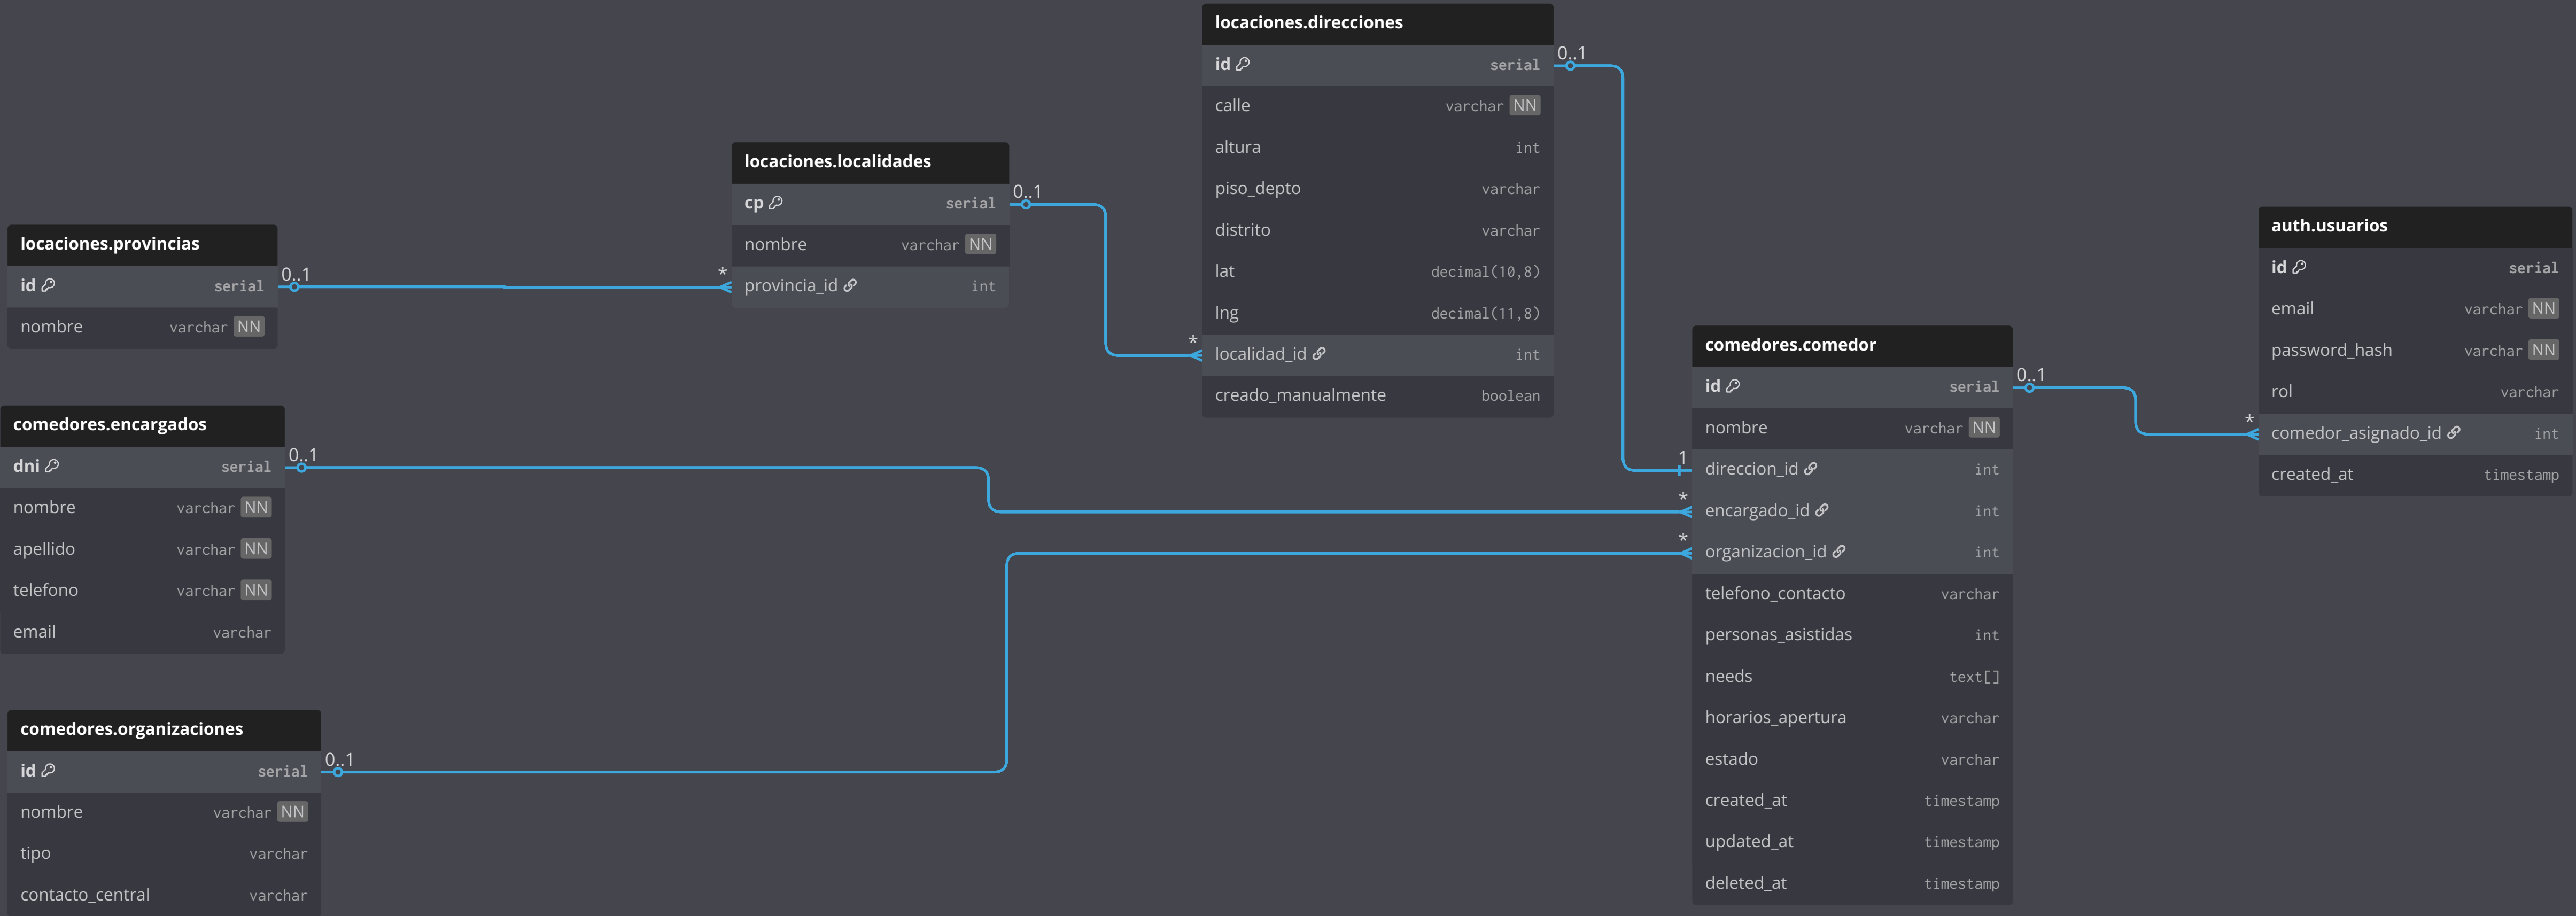 locaciones.direcciones
id serial
calle varchar NN
altura int
piso_depto varchar
distrito varchar
lat decimal(10,8)
lng decimal(11,8)
localidad_id int
creado_manualmente boolean
0..1
locaciones.localidades
cp serial
nombre varchar NN
provincia_id int
0..1
*
*
locaciones.provincias
id serial
nombre varchar NN
0..1
auth.usuarios
id serial
email varchar NN
password_hash varchar NN
rol varchar
comedor_asignado_id int
created_at timestamp
*
comedores.comedor
id serial
nombre varchar NN
direccion_id int
encargado_id int
organizacion_id int
telefono_contacto varchar
personas_asistidas int
needs text[]
horarios_apertura varchar
estado varchar
created_at timestamp
updated_at timestamp
deleted_at timestamp
0..1
1
*
*
comedores.encargados
dni serial
nombre varchar NN
apellido varchar NN
telefono varchar NN
email varchar
0..1
comedores.organizaciones
id serial
nombre varchar NN
tipo varchar
contacto_central varchar
0..1